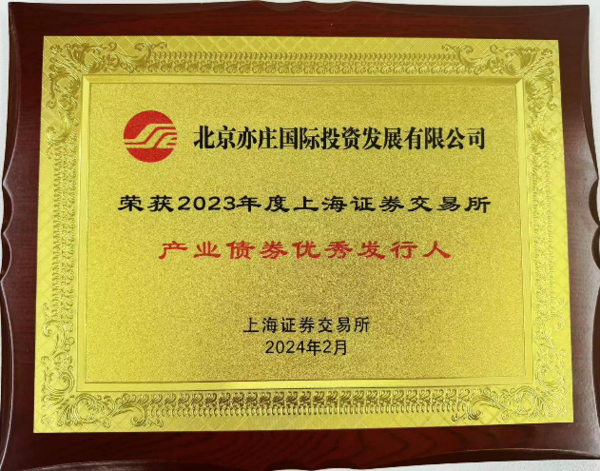 北京亦庄国际投资发展有限公司
荣获2023年度上海证券交易所
产业债券优秀发行人
上海证券交易所
2024年2月